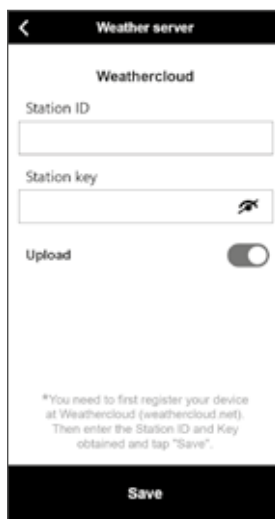 Weather server
Weathercloud
Station ID
Station key
Upload
*You need to first register your device
at Weathercloud (weathercloud.net).
Then enter the Station ID and Key
obtained and tap "Save".
Save